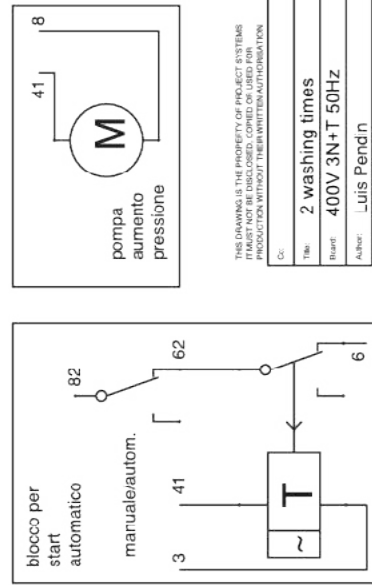 blocco per
start
automatico
82
manuale/autom.
62
3
41
~
T
6
41
8
M
pompa
aumento
pressione
THIS DRAWING IS THE PROPERTY OF PROJECT SYSTEMS
IT MUST NOT BE DISCLOSED, COPIED OF USED FOR
PRODUCTION WITHOUT THEIR WRITTEN AUTHORISATION
Cc:
Title: 2 washing times
Board: 400V 3N+T 50Hz
Author: Luis Pendin